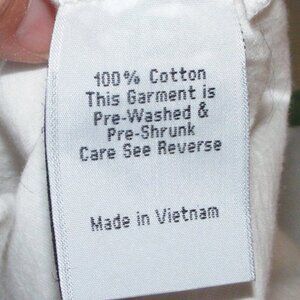 100% Cotton
This Garment is
Pre-Washed &
Pre-Shrunk
Care See Reverse
Made in Vietnam